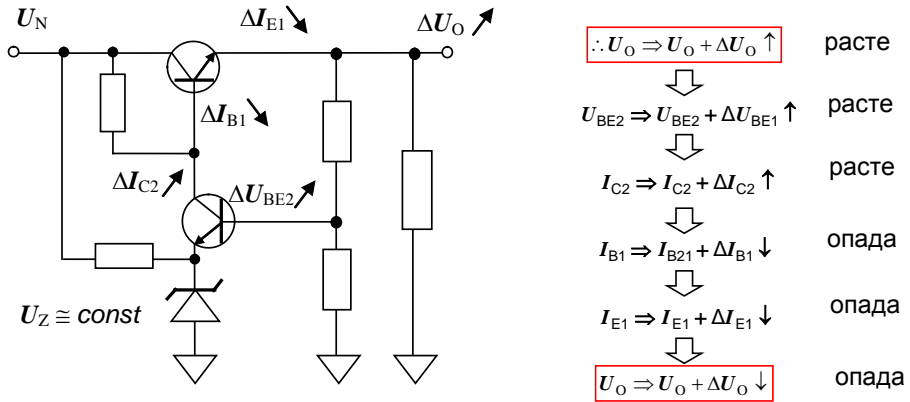 U_N
ΔI_E1
ΔU_O
ΔI_B1
ΔI_C2
ΔU_BE2
U_Z ≅ const
∴ U_O ⇒ U_O + ΔU_O ↑ расте
U_BE2 ⇒ U_BE2 + ΔU_BE1 ↑ расте
I_C2 ⇒ I_C2 + ΔI_C2 ↑ расте
I_B1 ⇒ I_B21 + ΔI_B1 ↓ опада
I_E1 ⇒ I_E1 + ΔI_E1 ↓ опада
U_O ⇒ U_O + ΔU_O ↓ опада